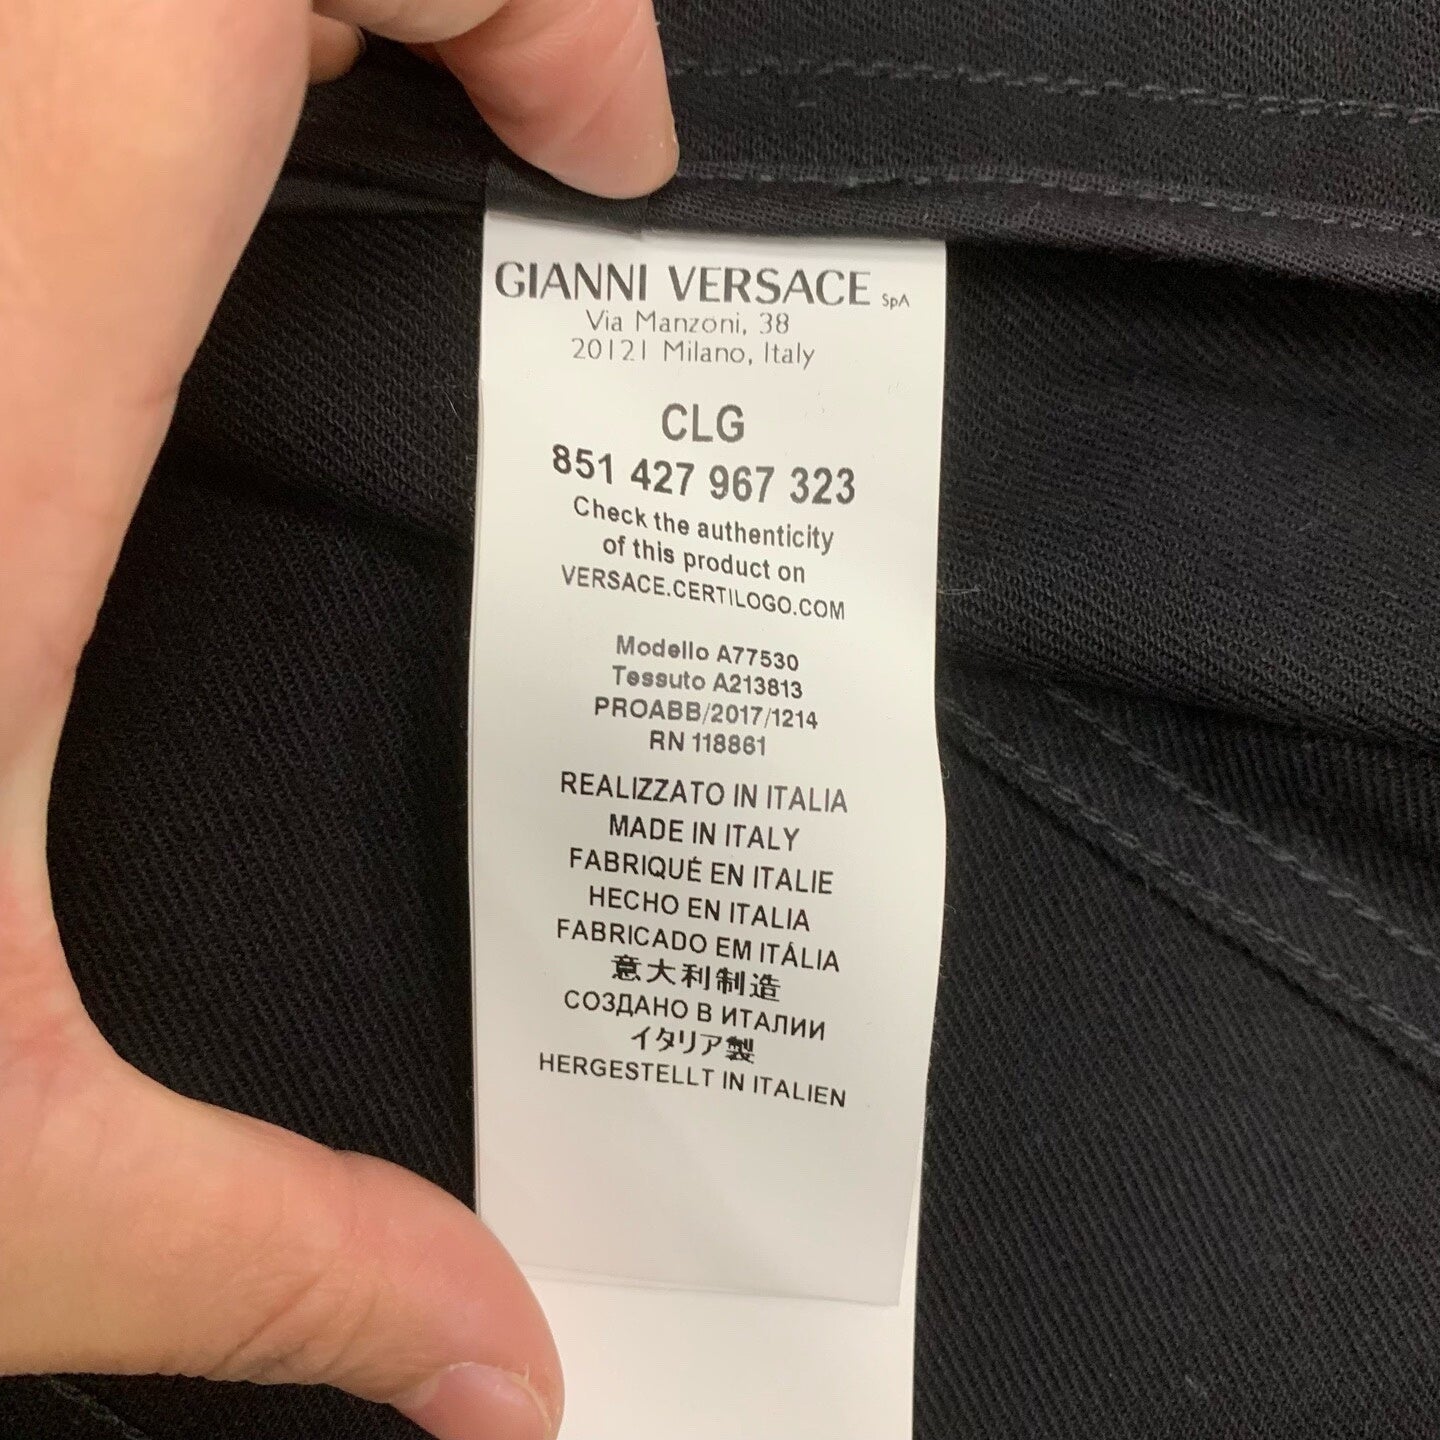 GIANNI VERSACE SpA
Via Manzoni, 38
20121 Milano, Italy
CLG
851 427 967 323
Check the authenticity
of this product on
VERSACE.CERTILOGO.COM
Modello A77530
Tessuto A213813
PROABB/2017/1214
RN 118861
REALIZZATO IN ITALIA
MADE IN ITALY
FABRIQUÉ EN ITALIE
HECHO EN ITALIA
FABRICADO EM ITÁLIA
意大利制造
СОЗДАНО В ИТАЛИИ
イタリア製
HERGESTELLT IN ITALIEN